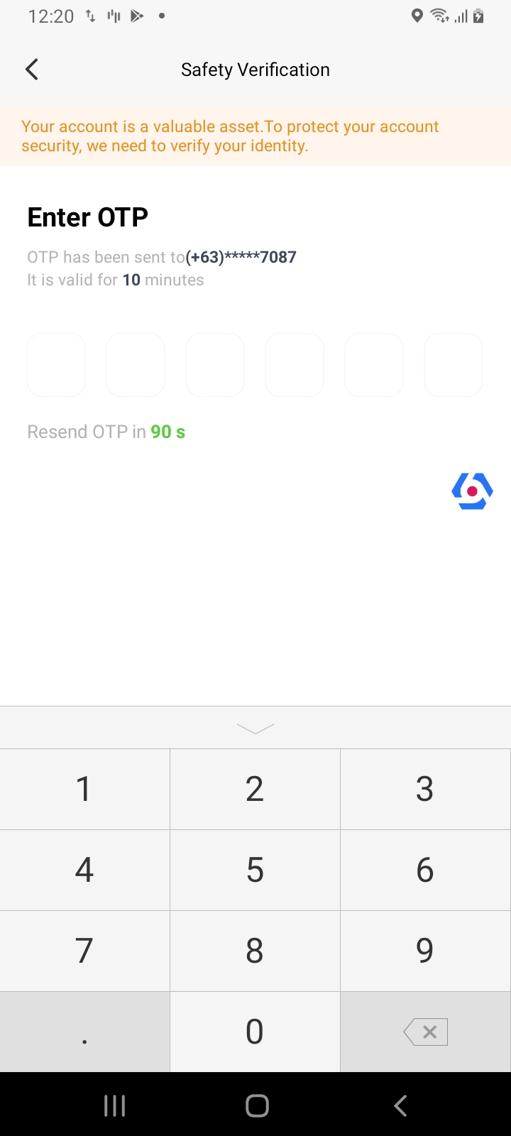 12:20
Safety Verification
Your account is a valuable asset.To protect your account
security, we need to verify your identity.
Enter OTP
OTP has been sent to(+63)*****7087
It is valid for 10 minutes
Resend OTP in 90 s
1 2 3
4 5 6
7 8 9
. 0